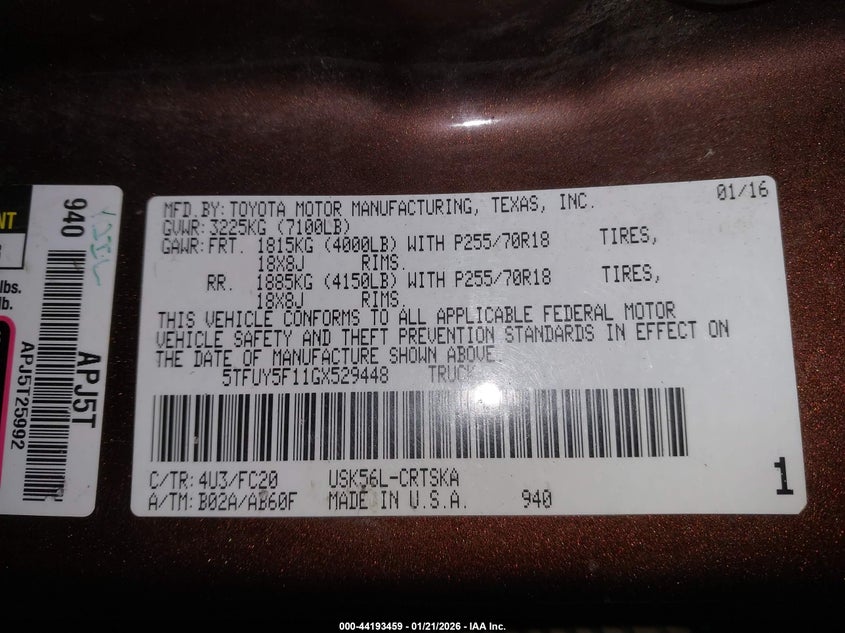 MFD.BY:TOYOTA MOTOR MANUFACTURING, TEXAS, INC. 01/16
GVWR:3225KG (7100LB)
GAWR:FRT. 1815KG (4000LB) WITH P255/70R18 TIRES,
18X8J RIMS.
RR. 1885KG (4150LB) WITH P255/70R18 TIRES,
18X8J RIMS.
THIS VEHICLE CONFORMS TO ALL APPLICABLE FEDERAL MOTOR
VEHICLE SAFETY AND THEFT PREVENTION STANDARDS IN EFFECT ON
THE DATE OF MANUFACTURE SHOWN ABOVE.
5TFUY5F11GX529448 TRUCK
C/TR:4U3/FC20 USK56L-CRTSKA
A/TM:B02A/AB60F MADE IN U.S.A. 940
1
940
APJ5T
APJ5T25992
lbs.
lb.
000-44193459 - 01/21/2026 - IAA Inc.